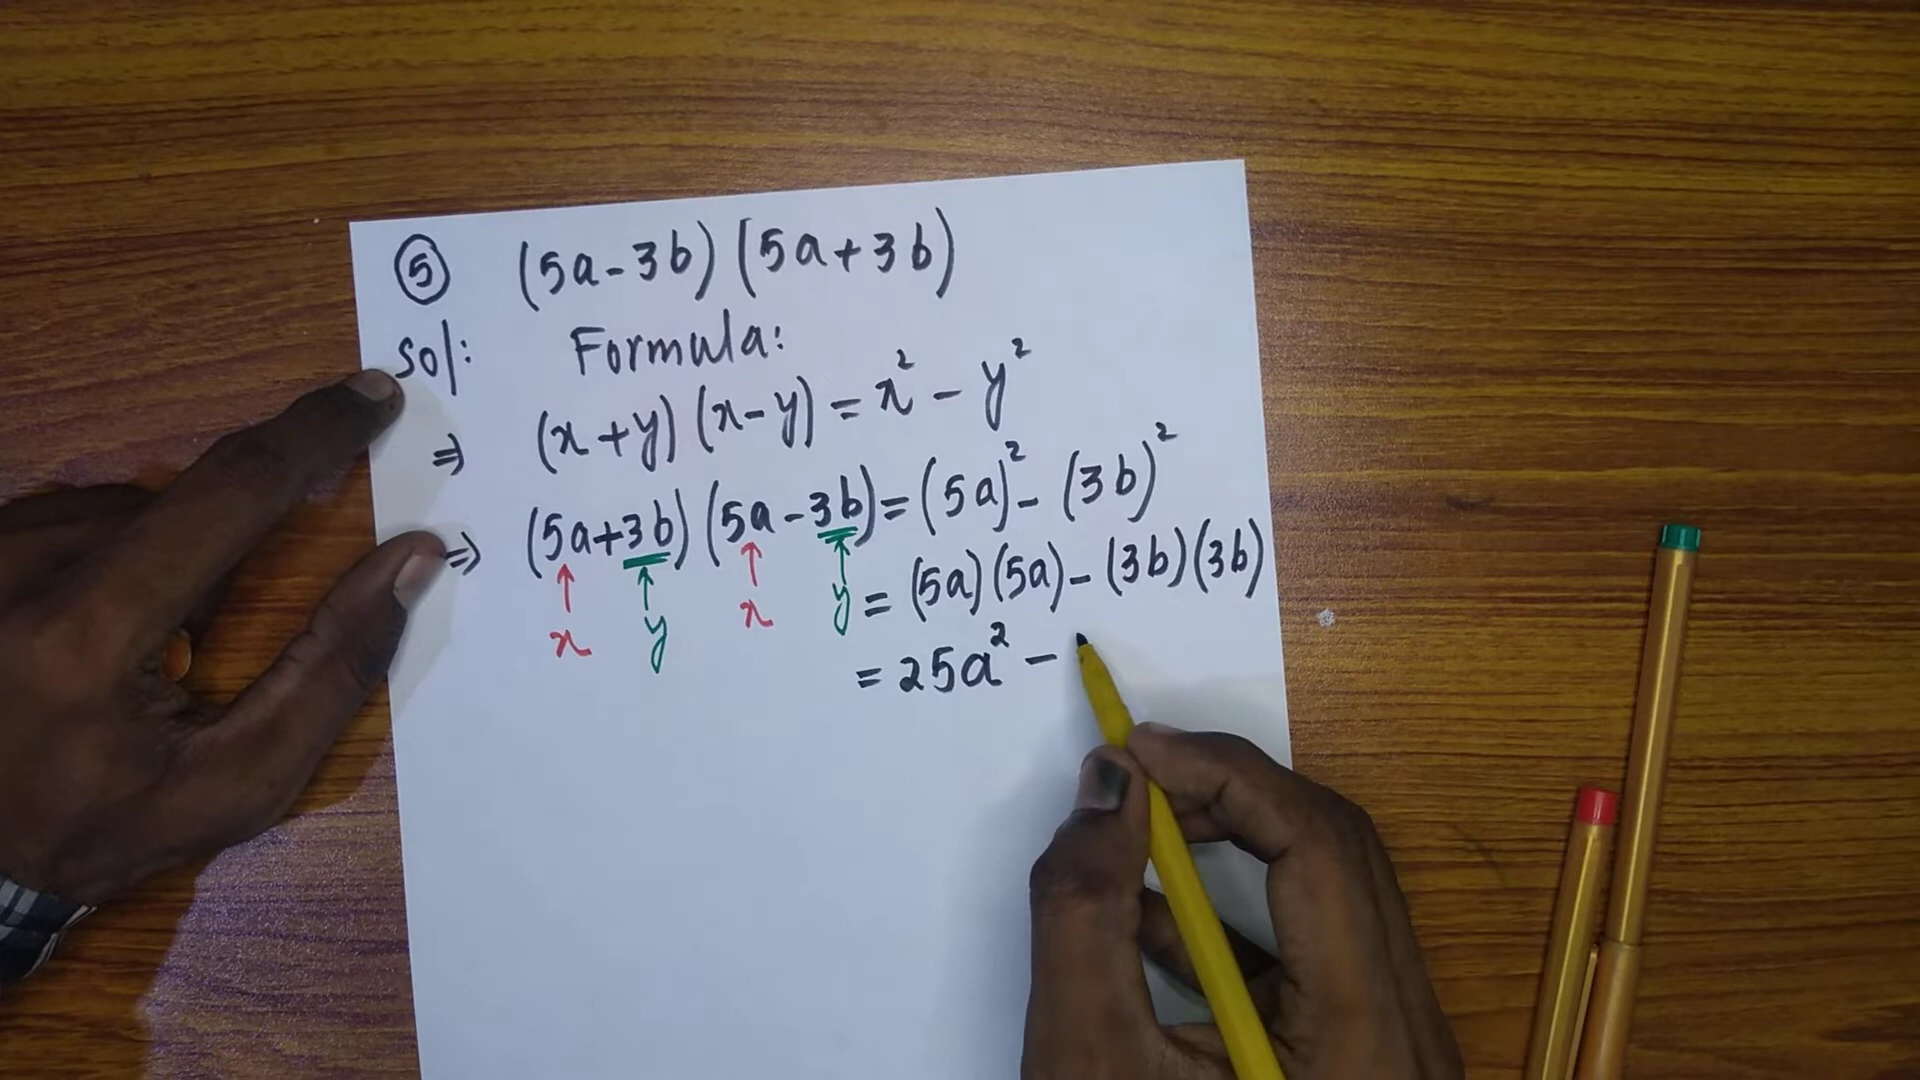 ⑤ (5a-3b)(5a+3b)
Sol: Formula:
⇒ (x+y)(x-y)=x²-y²
⇒ (5a+3b)(5a-3b)=(5a)²-(3b)²
x y x y = (5a)(5a)-(3b)(3b)
= 25a² -